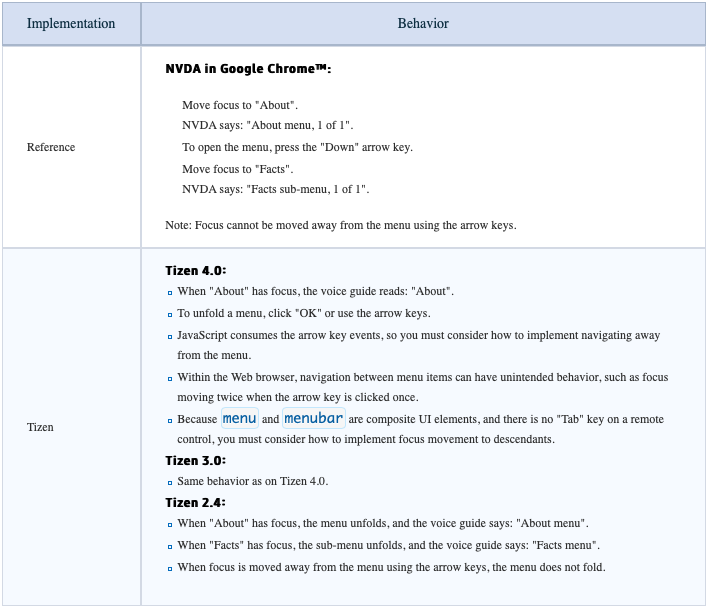 Implementation
Behavior
Reference
NVDA in Google Chrome™:
Move focus to "About".
NVDA says: "About menu, 1 of 1".
To open the menu, press the "Down" arrow key.
Move focus to "Facts".
NVDA says: "Facts sub-menu, 1 of 1".
Note: Focus cannot be moved away from the menu using the arrow keys.
Tizen
Tizen 4.0:
When "About" has focus, the voice guide reads: "About".
To unfold a menu, click "OK" or use the arrow keys.
JavaScript consumes the arrow key events, so you must consider how to implement navigating away
from the menu.
Within the Web browser, navigation between menu items can have unintended behavior, such as focus
moving twice when the arrow key is clicked once.
Because menu and menubar are composite UI elements, and there is no "Tab" key on a remote
control, you must consider how to implement focus movement to descendants.
Tizen 3.0:
Same behavior as on Tizen 4.0.
Tizen 2.4:
When "About" has focus, the menu unfolds, and the voice guide says: "About menu".
When "Facts" has focus, the sub-menu unfolds, and the voice guide says: "Facts menu".
When focus is moved away from the menu using the arrow keys, the menu does not fold.